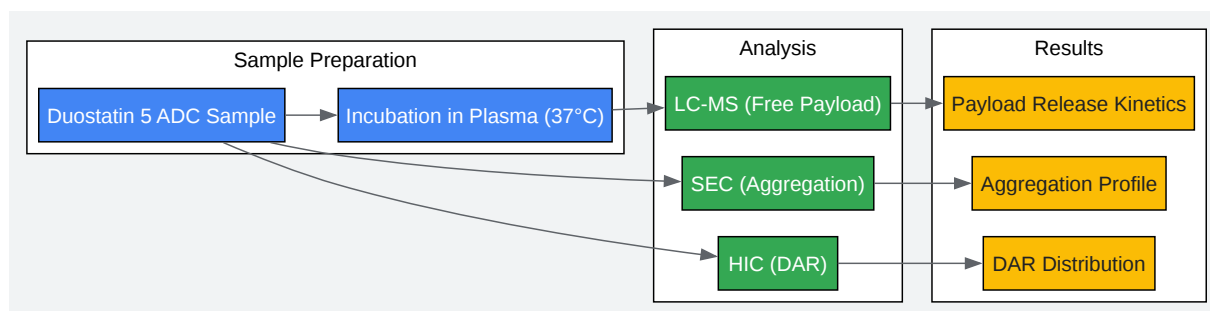 Sample Preparation
Duostatin 5 ADC Sample
Incubation in Plasma (37°C)
Analysis
LC-MS (Free Payload)
SEC (Aggregation)
HIC (DAR)
Results
Payload Release Kinetics
Aggregation Profile
DAR Distribution